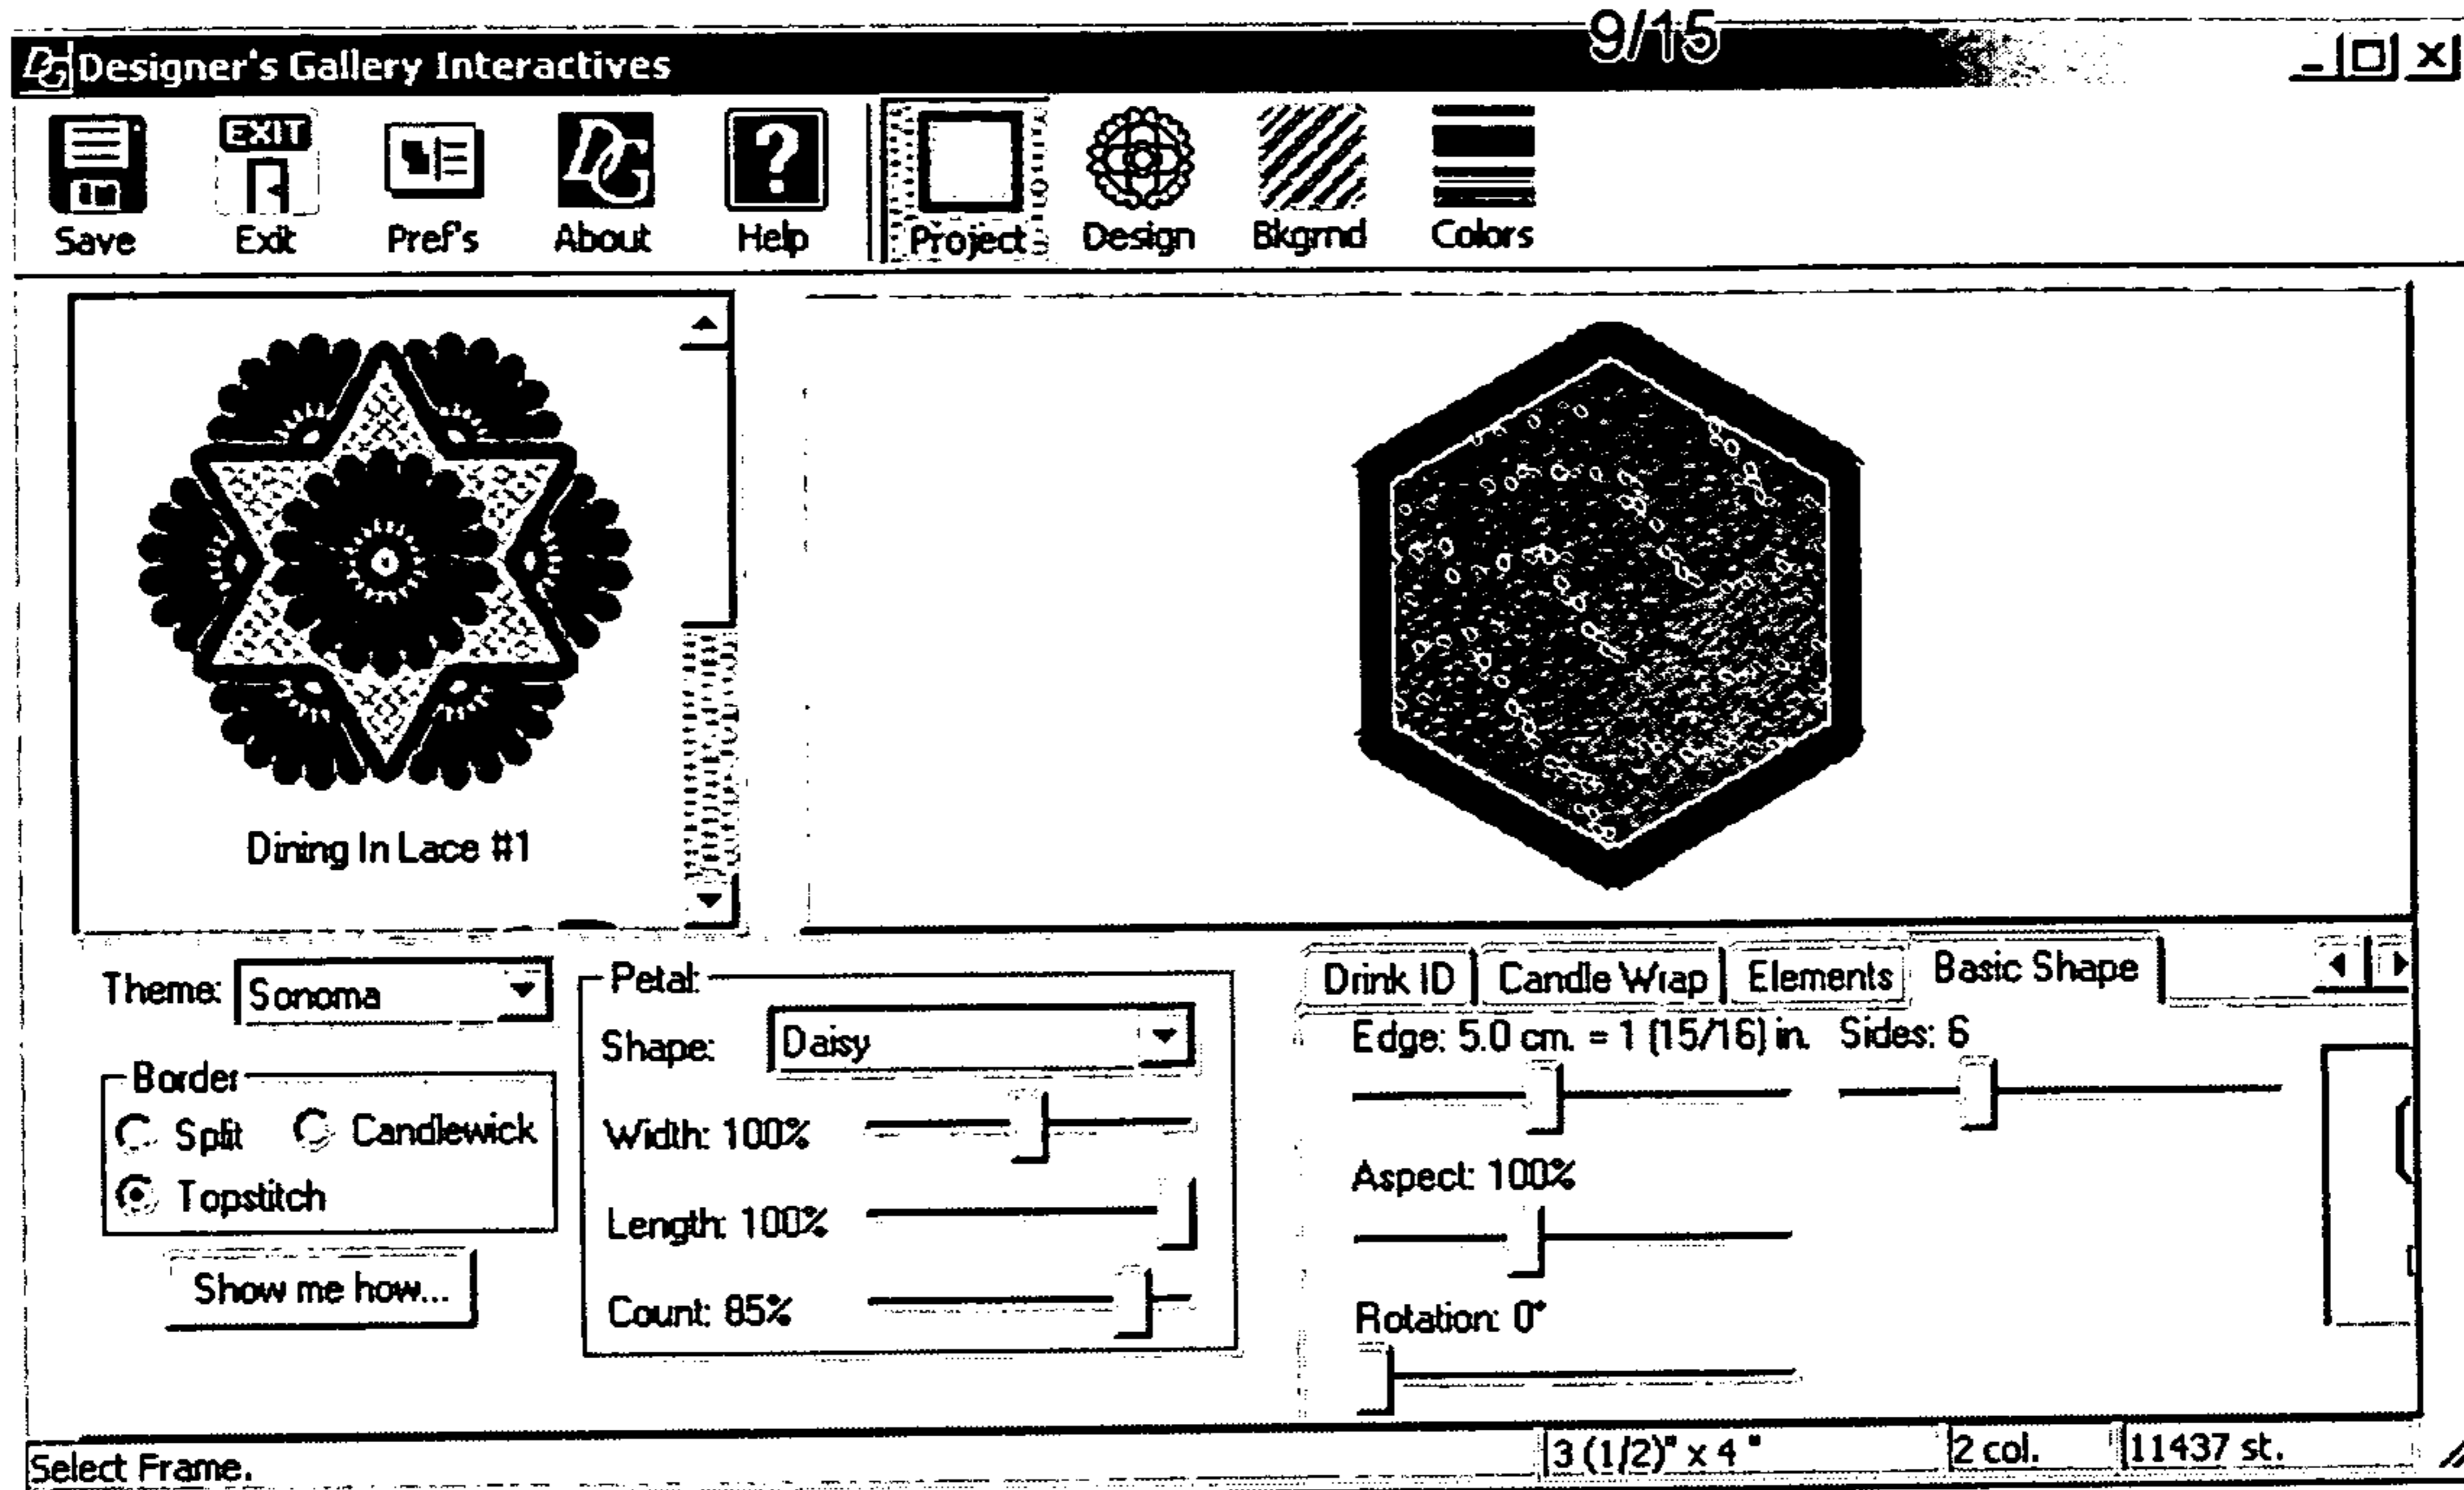 9/15
DG Designer's Gallery Interactives
EXIT DG ?
Save Exit Pref's About Help Project Design Bkgrnd Colors
Dining In Lace #1
Theme: Sonoma
Border
Split Candlewick
Topstitch
Show me how...
Petal:
Shape: Daisy
Width: 100%
Length: 100%
Count: 85%
Drink ID Candle Wrap Elements Basic Shape
Edge: 5.0 cm. = 1 (15/16) in. Sides: 6
Aspect: 100%
Rotation: 0°
Select Frame. 3 (1/2)" x 4 " 2 col. 11437 st.